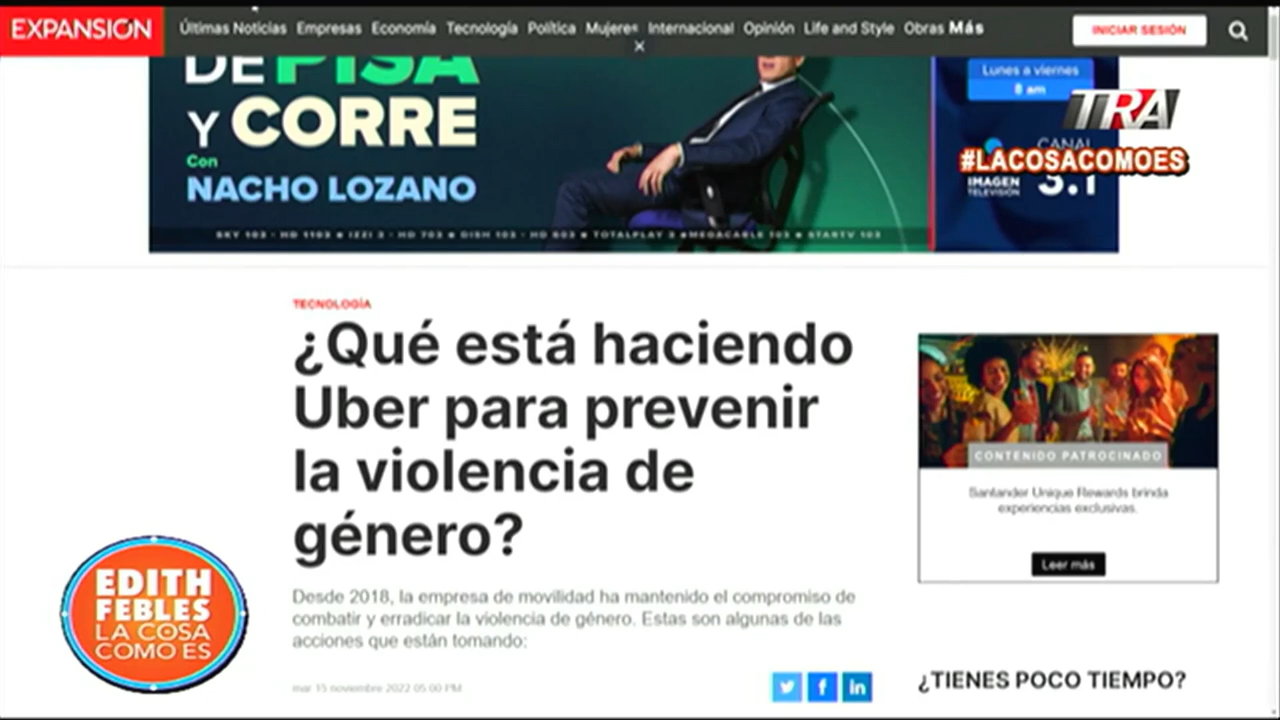 EXPANSIÓN
Últimas Noticias Empresas Economía Tecnología Política Mujeres Internacional Opinión Life and Style Obras Más
INICIAR SESIÓN
DE PISA
Y CORRE
Con
NACHO LOZANO
SKY 103 - HD 1103 IZZI 3 - HD 703 DISH 103 - HD 603 TOTALPLAY 3 MEGACABLE 103 STARTV 103
Lunes a viernes
8 am
CANAL
IMAGEN
TELEVISIÓN
3.1
TRA
#LACOSACOMOES
TECNOLOGÍA
¿Qué está haciendo
Uber para prevenir
la violencia de
género?
Desde 2018, la empresa de movilidad ha mantenido el compromiso de
combatir y erradicar la violencia de género. Estas son algunas de las
acciones que están tomando:
mar 15 noviembre 2022 05:00 PM
CONTENIDO PATROCINADO
Santander Unique Rewards brinda
experiencias exclusivas.
Leer más
¿TIENES POCO TIEMPO?
EDITH
FEBLES
LA COSA
COMO ES